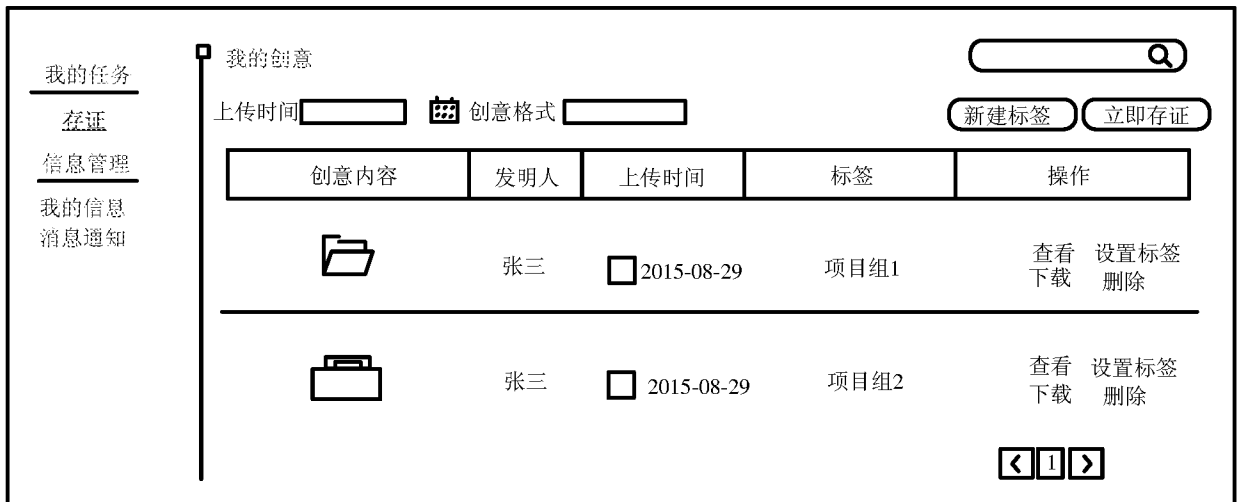 我的任务
存证
信息管理
我的信息
消息通知
我的创意
上传时间 创意格式 新建标签 立即存证
创意内容 发明人 上传时间 标签 操作
张三 2015-08-29 项目组1 查看 设置标签
下载 删除
张三 2015-08-29 项目组2 查看 设置标签
下载 删除
1